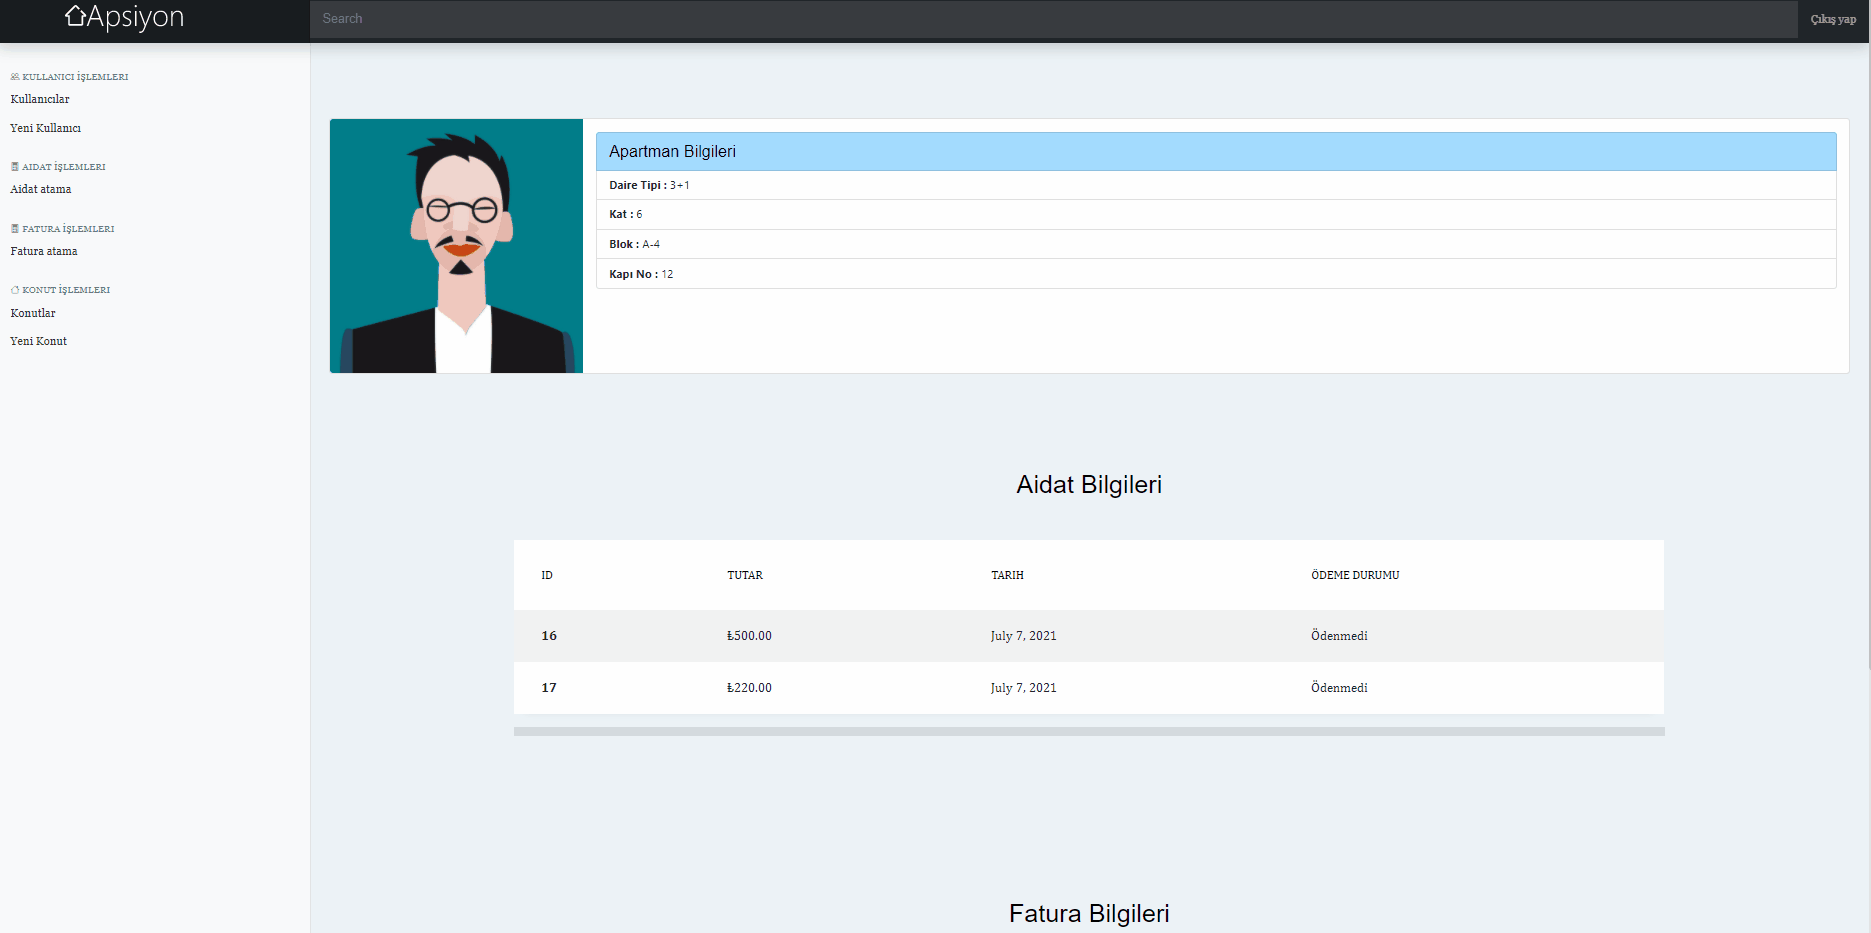 Apsiyon
Search
Çıkış yap
KULLANICI İŞLEMLERI
Kullanıcılar
Yeni Kullanıcı
AIDAT İŞLEMLERI
Aidat atama
FATURA İŞLEMLERI
Fatura atama
KONUT İŞLEMLERI
Konutlar
Yeni Konut
Apartman Bilgileri
Daire Tipi : 3+1
Kat : 6
Blok : A-4
Kapı No : 12
Aidat Bilgileri
ID TUTAR TARIH ÖDEME DURUMU
16 ₺500.00 July 7, 2021 Ödenmedi
17 ₺220.00 July 7, 2021 Ödenmedi
Fatura Bilgileri